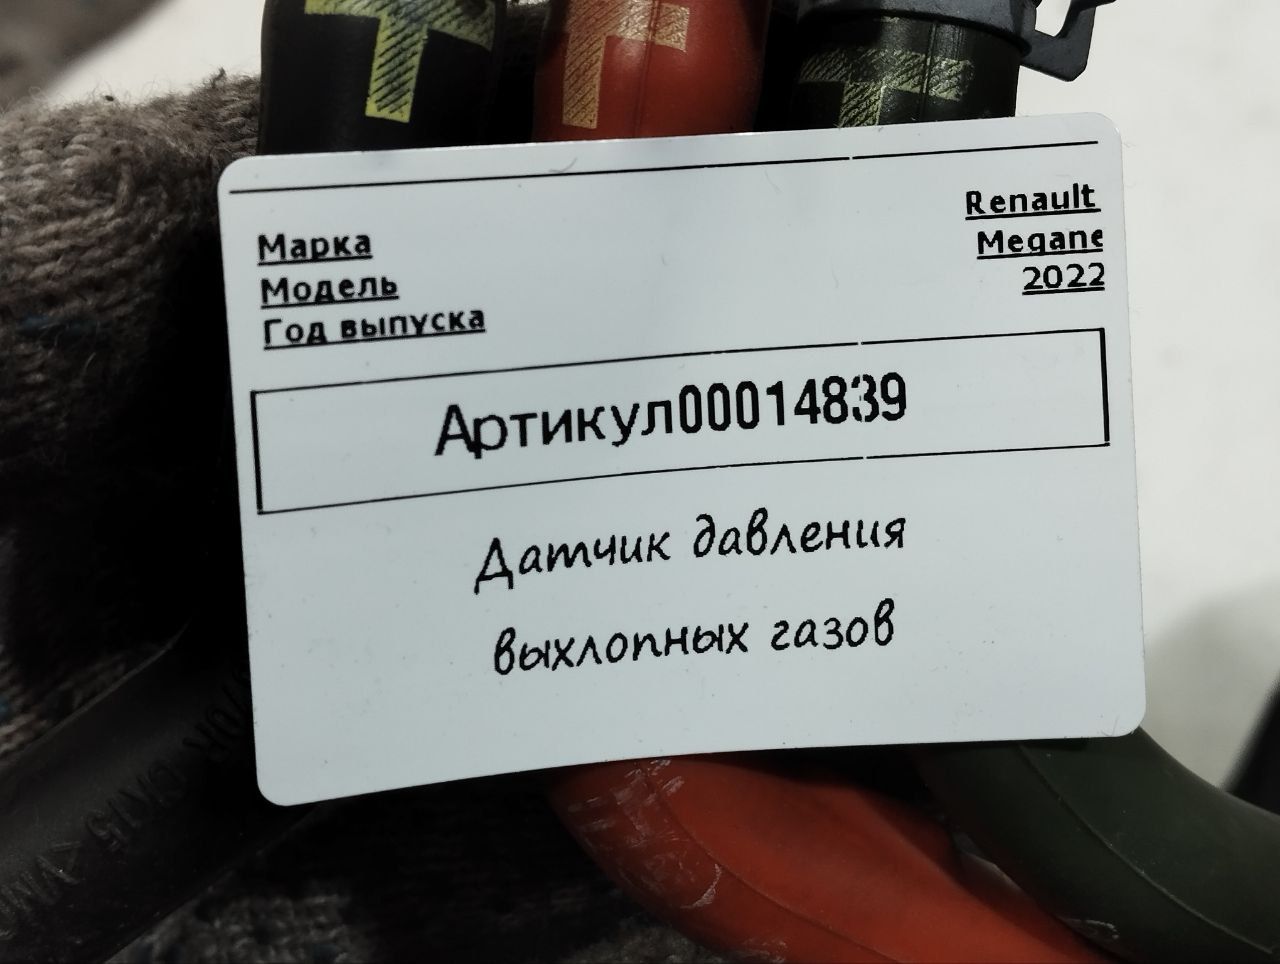 Марка
Renault
Модель
Megane
Год выпуска
2022
Артикул00014839
Датчик давления
выхлопных газов